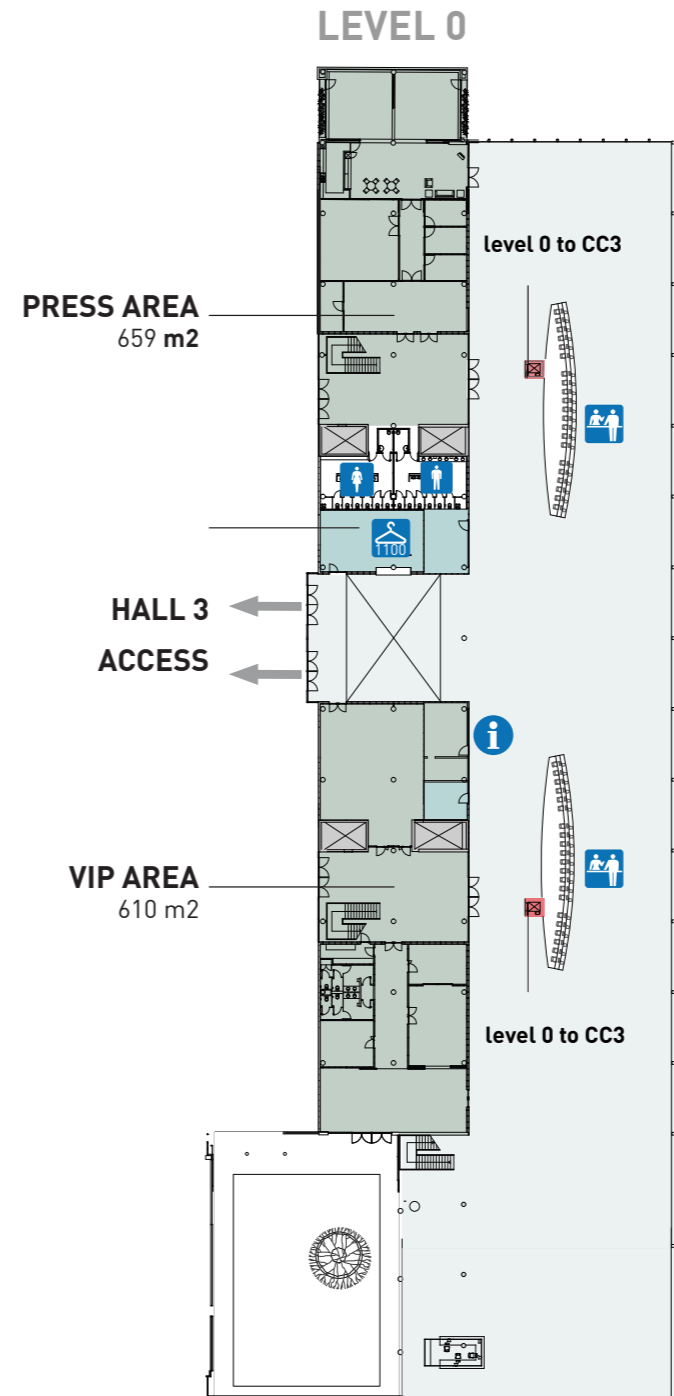 LEVEL 0
level 0 to CC3
PRESS AREA
659 m2
1100
HALL 3
ACCESS
i
VIP AREA
610 m2
level 0 to CC3